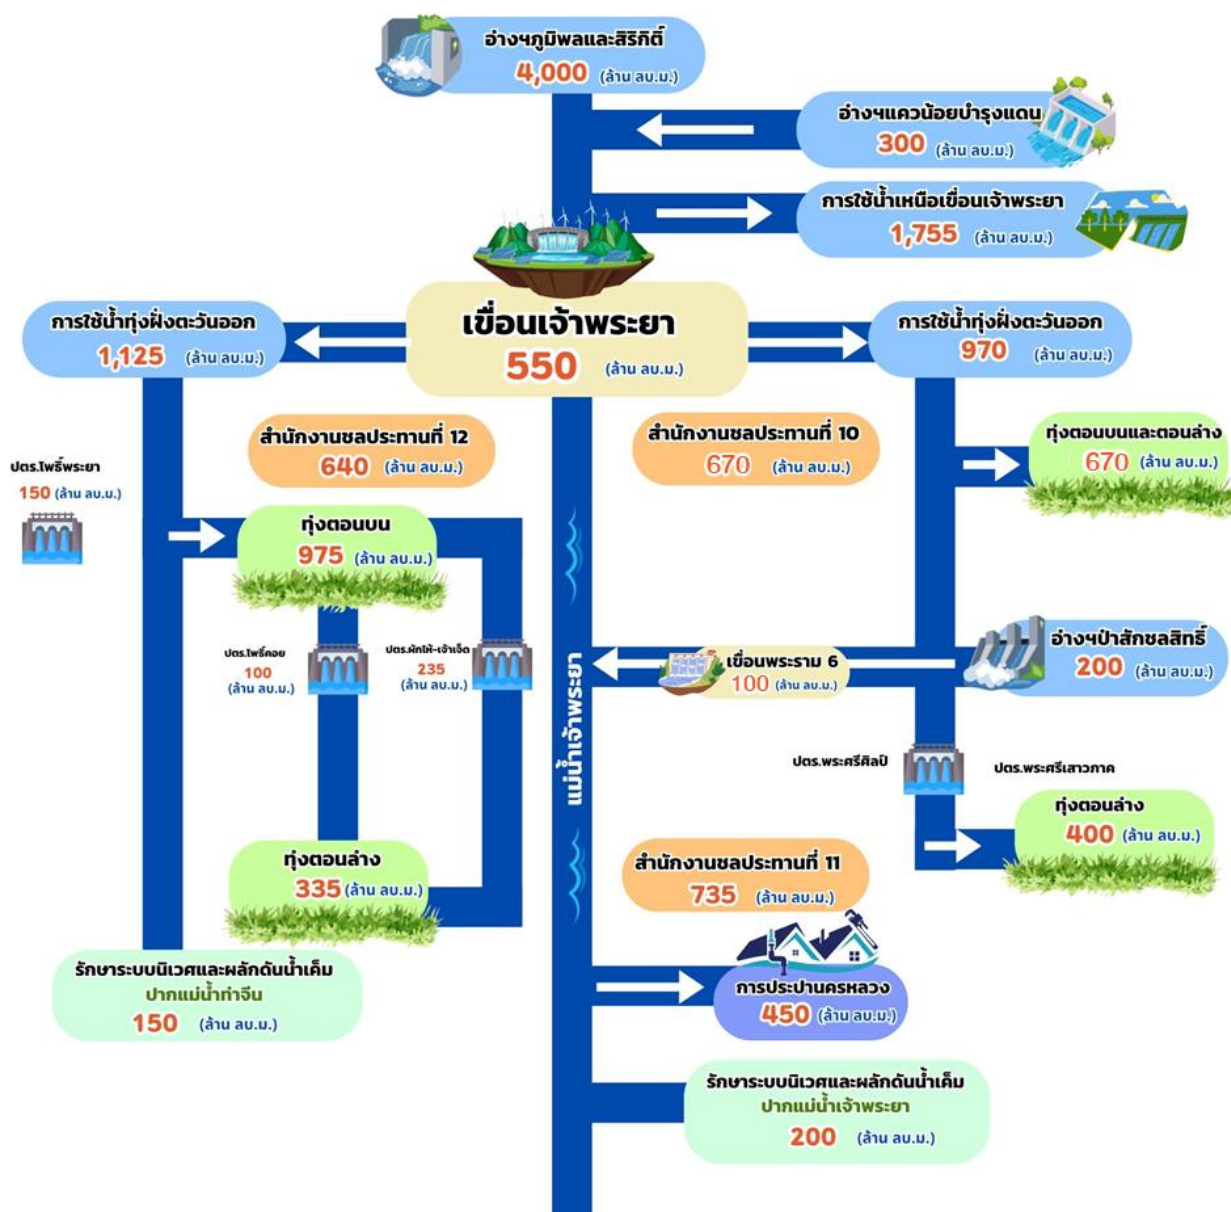 อ่างฯภูมิพลและสิริกิติ์
4,000 (ล้าน ลบ.ม.)
อ่างฯแควน้อยบำรุงแดน
300 (ล้าน ลบ.ม.)
การใช้น้ำเหนือเขื่อนเจ้าพระยา
1,755 (ล้าน ลบ.ม.)
การใช้น้ำทุ่งฝั่งตะวันออก
1,125 (ล้าน ลบ.ม.)
เขื่อนเจ้าพระยา
550 (ล้าน ลบ.ม.)
การใช้น้ำทุ่งฝั่งตะวันออก
970 (ล้าน ลบ.ม.)
สำนักงานชลประทานที่ 12
640 (ล้าน ลบ.ม.)
สำนักงานชลประทานที่ 10
670 (ล้าน ลบ.ม.)
ทุ่งตอนบนและตอนล่าง
670 (ล้าน ลบ.ม.)
ปตร.โพธิ์พระยา
150 (ล้าน ลบ.ม.)
ทุ่งตอนบน
975 (ล้าน ลบ.ม.)
ปตร.โพธิ์คอย
100
(ล้าน ลบ.ม.)
ปตร.ผักไห่-เจ้าเจ็ด
235
(ล้าน ลบ.ม.)
แม่น้ำเจ้าพระยา
เขื่อนพระราม 6
100 (ล้าน ลบ.ม.)
อ่างฯป่าสักชลสิทธิ์
200 (ล้าน ลบ.ม.)
ปตร.พระศรีศิลป์
ปตร.พระศรีเสาวภาค
ทุ่งตอนล่าง
400 (ล้าน ลบ.ม.)
ทุ่งตอนล่าง
335 (ล้าน ลบ.ม.)
สำนักงานชลประทานที่ 11
735 (ล้าน ลบ.ม.)
การประปานครหลวง
450 (ล้าน ลบ.ม.)
รักษาระบบนิเวศและผลักดันน้ำเค็ม
ปากแม่น้ำท่าจีน
150 (ล้าน ลบ.ม.)
รักษาระบบนิเวศและผลักดันน้ำเค็ม
ปากแม่น้ำเจ้าพระยา
200 (ล้าน ลบ.ม.)